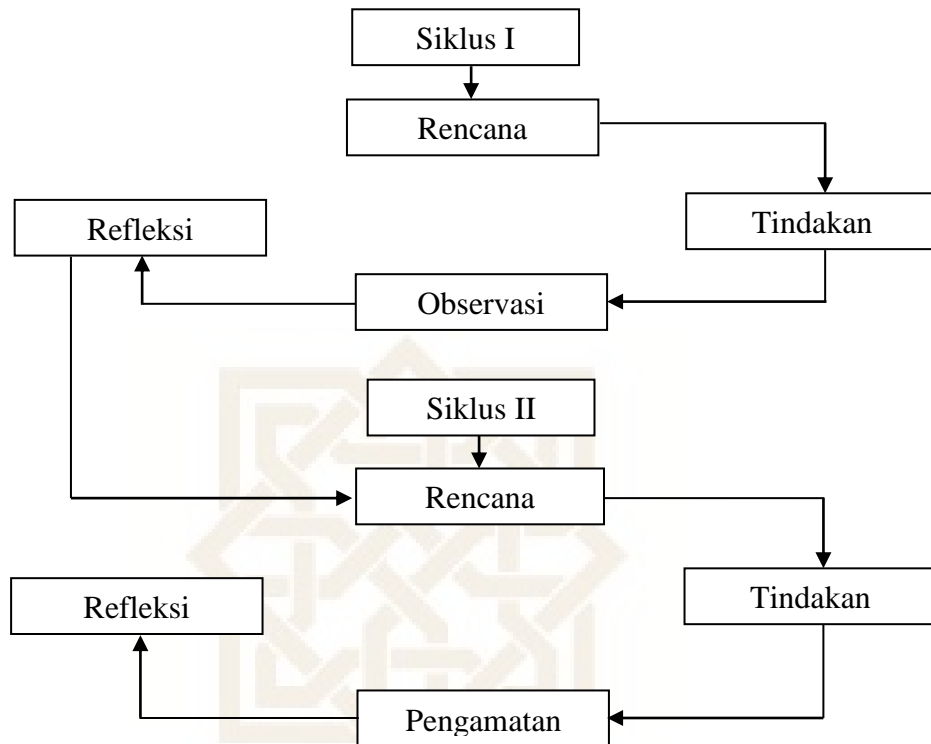 Siklus I
Rencana
Tindakan
Refleksi
Observasi
Siklus II
Rencana
Tindakan
Refleksi
Pengamatan